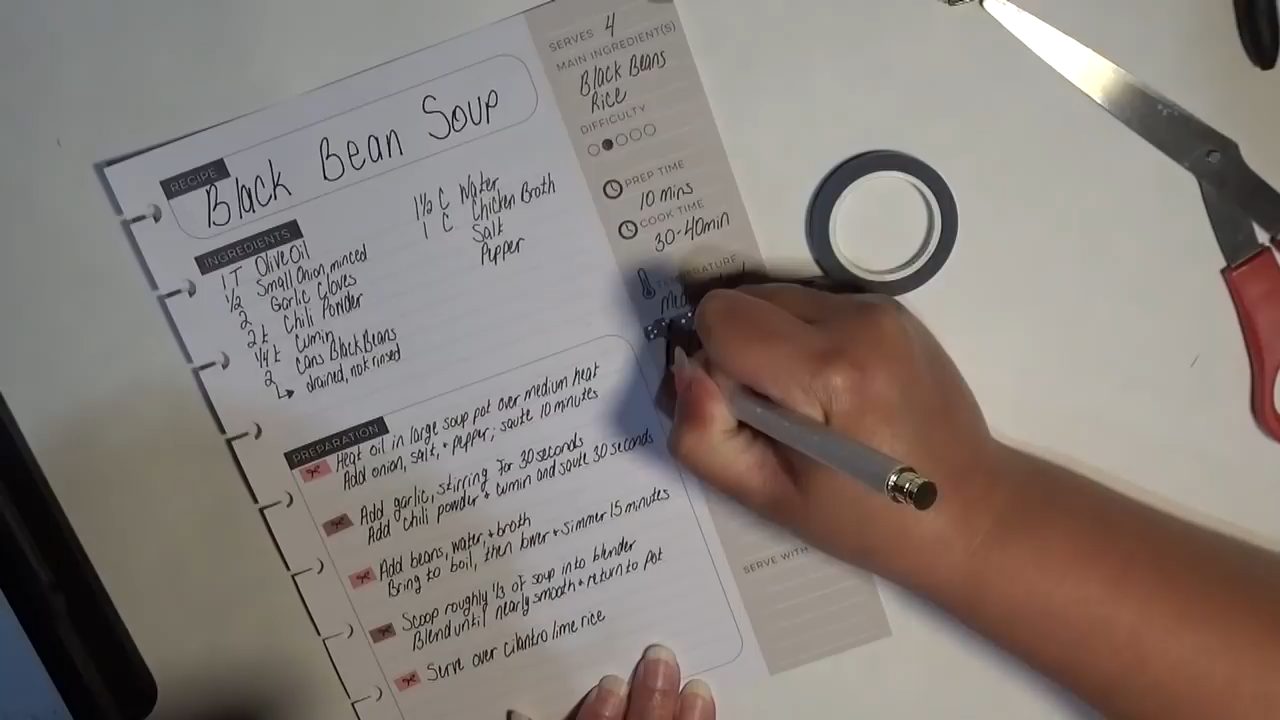 RECIPE
Black Bean Soup
INGREDIENTS
1 T Olive Oil
1/2 Small Onion, minced
2 Garlic Cloves
2 t Chili Powder
1/4 t Cumin
2 Cans Black Beans
drained, not rinsed
1 1/2 C Water
1 C Chicken Broth
Salt
Pepper
PREPARATION
Heat oil in large soup pot over medium heat
Add onion, salt, + pepper; saute 10 minutes
Add garlic, stirring for 30 seconds
Add chili powder + cumin and saute 30 seconds
Add beans, water, + broth
Bring to boil, then lower + simmer 15 minutes
Scoop roughly 1/3 of soup into blender
Blend until nearly smooth + return to pot
Serve over cilantro lime rice
SERVES 4
MAIN INGREDIENT(S)
Black Beans
Rice
DIFFICULTY
PREP TIME
10 mins
COOK TIME
30-40min
TEMPERATURE
SERVE WITH